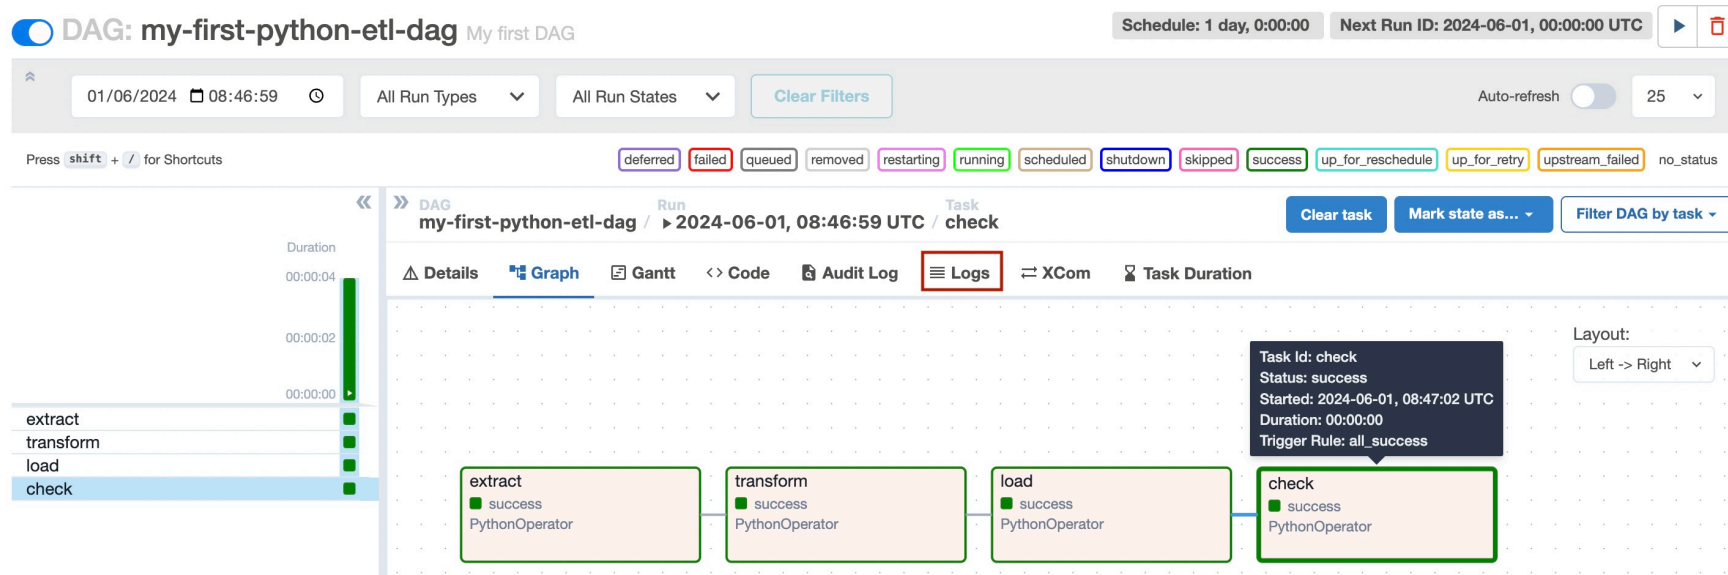 DAG: my-first-python-etl-dag My first DAG
Schedule: 1 day, 0:00:00 Next Run ID: 2024-06-01, 00:00:00 UTC
01/06/2024 08:46:59 All Run Types All Run States Clear Filters Auto-refresh 25
Press shift + / for Shortcuts
deferred failed queued removed restarting running scheduled shutdown skipped success up_for_reschedule up_for_retry upstream_failed no_status
DAG Run Task
my-first-python-etl-dag / 2024-06-01, 08:46:59 UTC / check
Clear task Mark state as... Filter DAG by task
Details Graph Gantt Code Audit Log Logs XCom Task Duration
Duration
00:00:04
00:00:02
00:00:00
extract
transform
load
check
Layout:
Left -> Right
Task Id: check
Status: success
Started: 2024-06-01, 08:47:02 UTC
Duration: 00:00:00
Trigger Rule: all_success
extract
success
PythonOperator
transform
success
PythonOperator
load
success
PythonOperator
check
success
PythonOperator